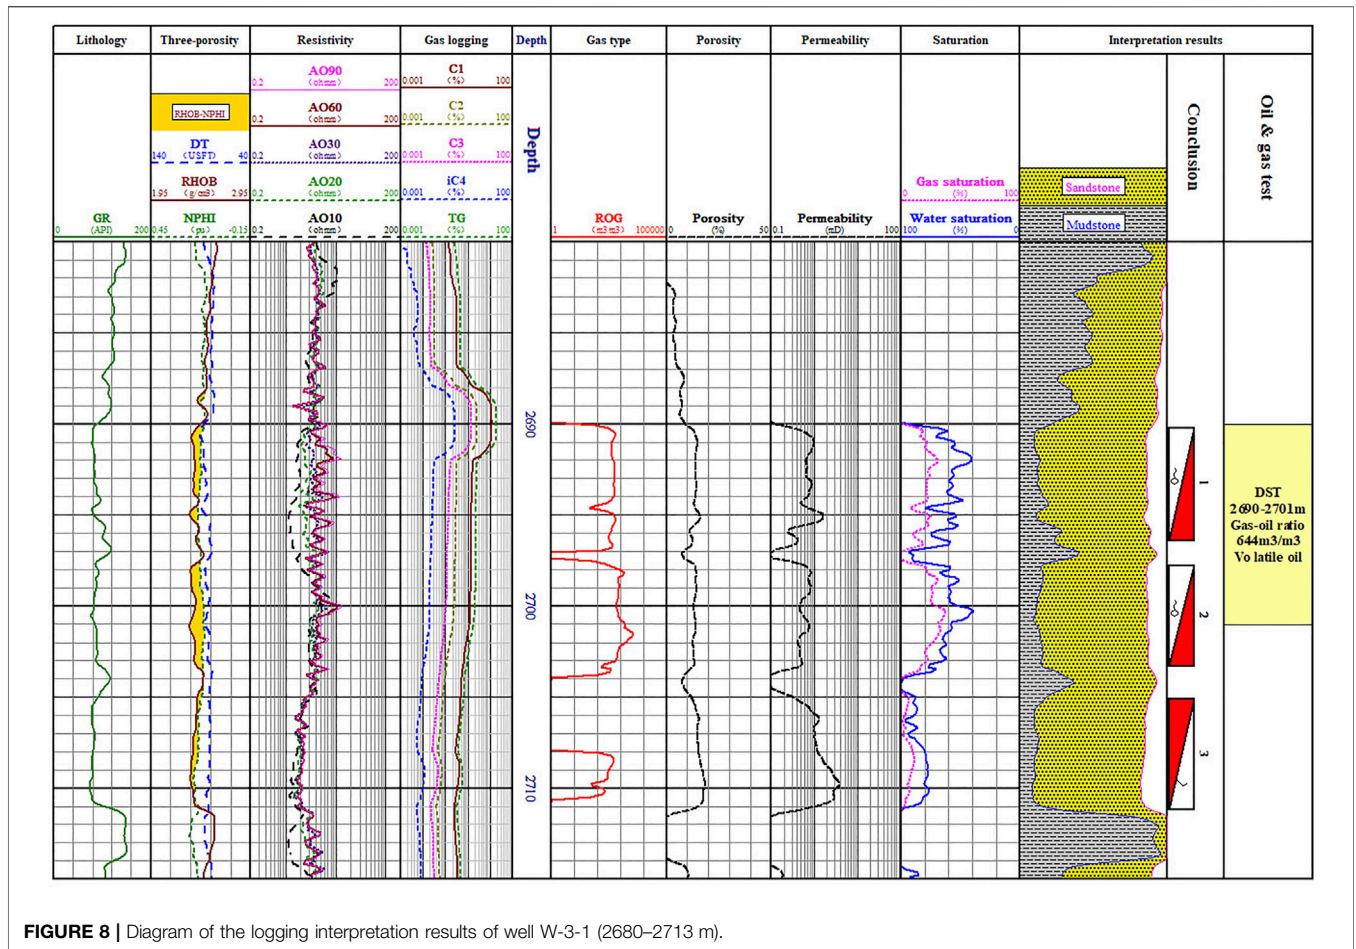 Lithology Three-porosity Resistivity Gas logging Depth Gas type Porosity Permeability Saturation Interpretation results
RHOB-NPHI
DT
140 (USFT) 40
RHOB
1.95 (g/cm3) 2.95
NPHI
0.45 (pu) -0.15
GR
0 (API) 200
AO90
0.2 (ohmm) 200
AO60
0.2 (ohmm) 200
AO30
0.2 (ohmm) 200
AO20
0.2 (ohmm) 200
AO10
0.2 (ohmm) 200
C1
0.001 (%) 100
C2
0.001 (%) 100
C3
0.001 (%) 100
iC4
0.001 (%) 100
TG
0.001 (%) 100
Depth
ROG
1 (m3m3) 100000
Porosity
0 (%) 50
Permeability
0.1 (mD) 100
Gas saturation
0 (%) 100
Water saturation
100 (%) 0
Sandstone
Mudstone
Conclusion
Oil & gas test
2690
2700
2710
1
2
3
DST
2690-2701m
Gas-oil ratio
644m3/m3
Vo latile oil
FIGURE 8 | Diagram of the logging interpretation results of well W-3-1 (2680–2713 m).